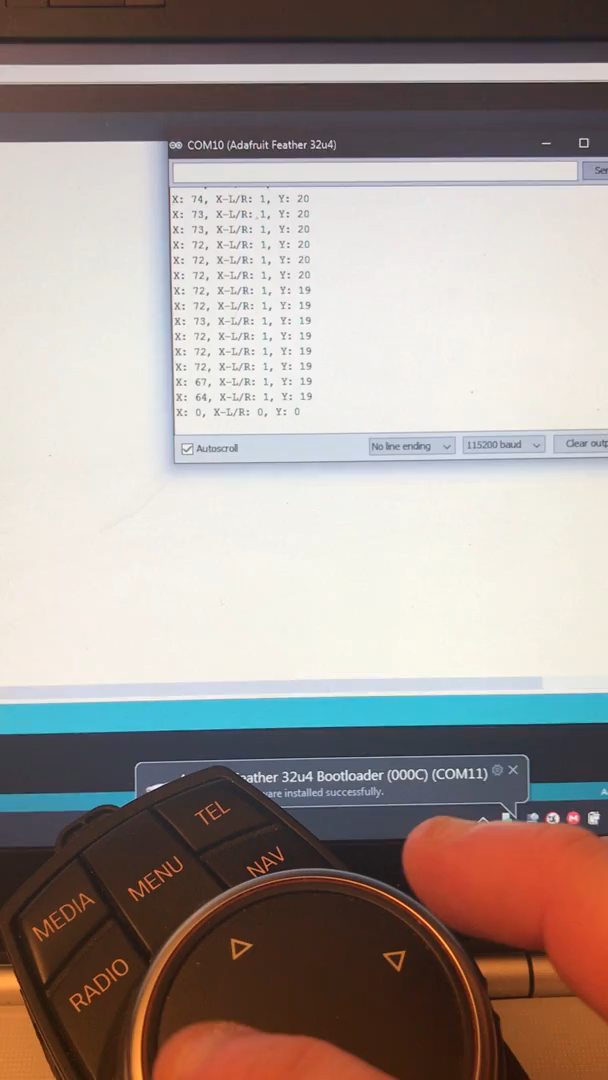 COM10 (Adafruit Feather 32u4)
X: 74, X-L/R: 1, Y: 20
X: 73, X-L/R: 1, Y: 20
X: 73, X-L/R: 1, Y: 20
X: 72, X-L/R: 1, Y: 20
X: 72, X-L/R: 1, Y: 20
X: 72, X-L/R: 1, Y: 20
X: 72, X-L/R: 1, Y: 19
X: 72, X-L/R: 1, Y: 19
X: 73, X-L/R: 1, Y: 19
X: 72, X-L/R: 1, Y: 19
X: 72, X-L/R: 1, Y: 19
X: 72, X-L/R: 1, Y: 19
X: 67, X-L/R: 1, Y: 19
X: 64, X-L/R: 1, Y: 19
X: 0, X-L/R: 0, Y: 0
Autoscroll No line ending 115200 baud Clear outp
eather 32u4 Bootloader (000C) (COM11)
are installed successfully.
TEL
MENU
NAV
MEDIA
RADIO